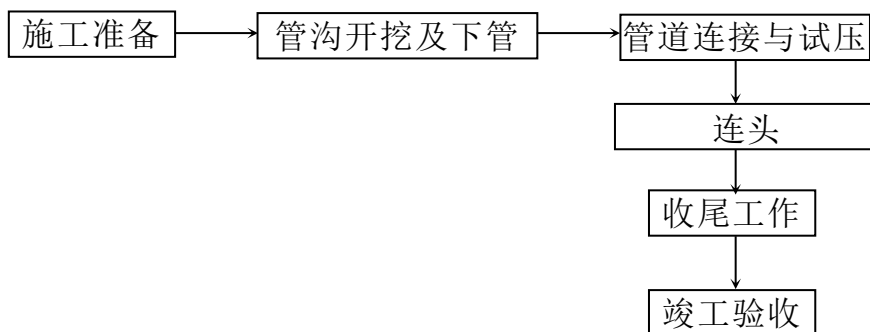 施工准备
管沟开挖及下管
管道连接与试压
连头
收尾工作
竣工验收